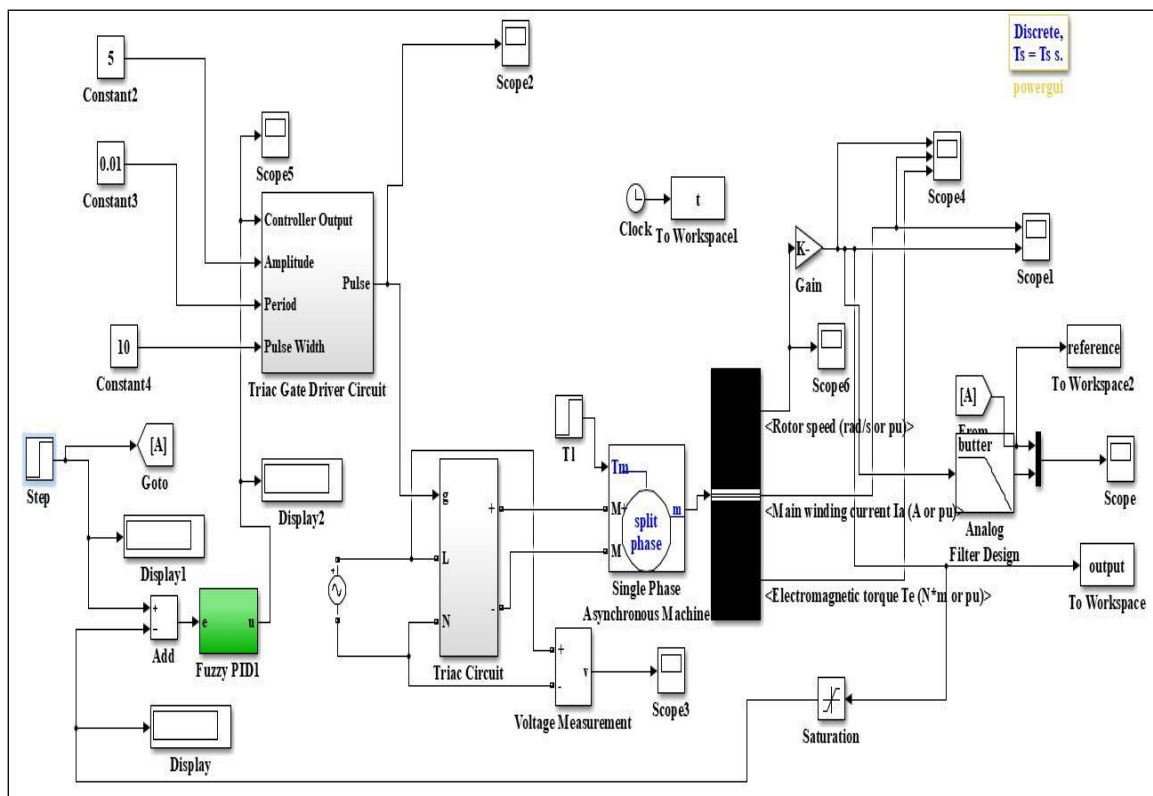 Discrete,
Ts = Ts s.
powergui
5
Constant2
Scope2
0.01
Constant3
Scope5
Controller Output
Amplitude
Period
Pulse Width
Pulse
Triac Gate Driver Circuit
10
Constant4
Clock
t
To Workspace1
K-
Gain
Scope4
Scope1
Scope6
reference
To Workspace2
[A]
From
<Rotor speed (rad/s or pu)>
butter
Analog
Filter Design
Scope
<Main winding current Ia (A or pu)>
output
To Workspace
<Electromagnetic torque Te (N*m or pu)>
Step
[A]
Goto
Display2
Display1
+
−
Add
e
u
Fuzzy PID1
Display
+
g
L
N
+
-
Triac Circuit
T1
Tm
M+
M
split
phase
m
Single Phase
Asynchronous Machine
+
-
v
Voltage Measurement
Scope3
Saturation